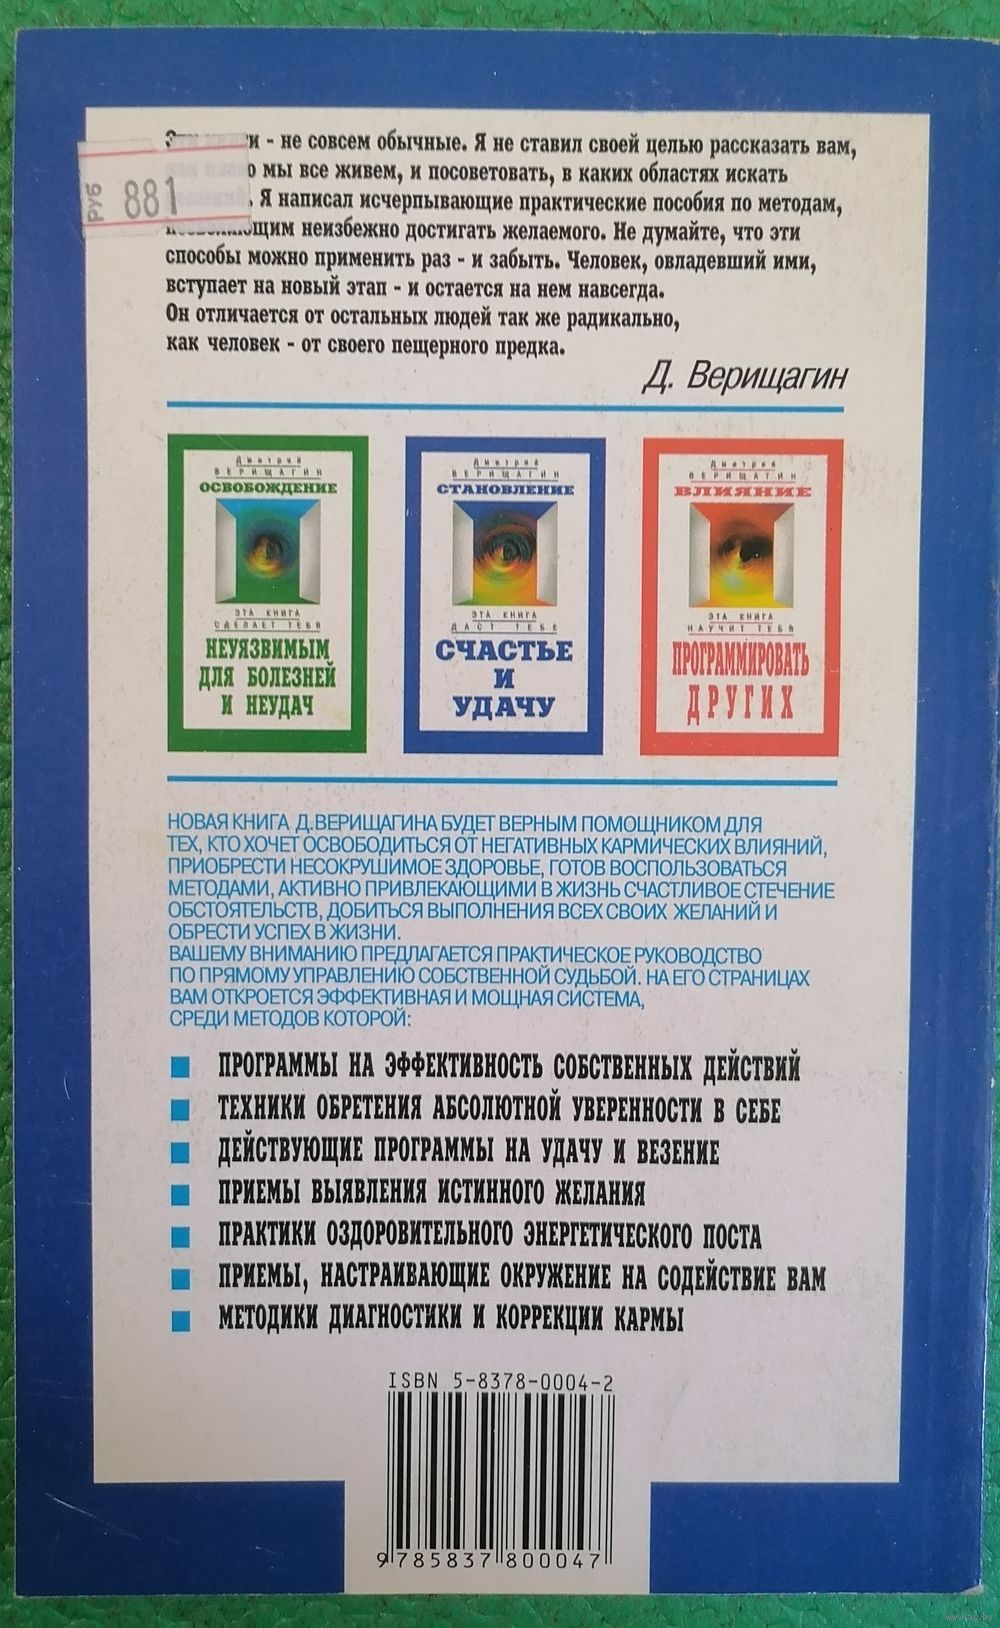 и - не совсем обычные. Я не ставил своей целью рассказать вам,
о мы все живем, и посоветовать, в каких областях искать
. Я написал исчерпывающие практические пособия по методам,
щим неизбежно достигать желаемого. Не думайте, что эти
способы можно применить раз - и забыть. Человек, овладевший ими,
вступает на новый этап - и остается на нем навсегда.
Он отличается от остальных людей так же радикально,
как человек - от своего пещерного предка.
РУБ 881
Д. Верищагин
Дмитрий
ВЕРИЩАГИН
ОСВОБОЖДЕНИЕ
ЭТА КНИГА
СДЕЛАЕТ ТЕБЯ
НЕУЯЗВИМЫМ
ДЛЯ БОЛЕЗНЕЙ
И НЕУДАЧ
Дмитрий
ВЕРИЩАГИН
СТАНОВЛЕНИЕ
ЭТА КНИГА
ДАСТ ТЕБЕ
СЧАСТЬЕ
И
УДАЧУ
Дмитрий
ВЕРИЩАГИН
ВЛИЯНИЕ
ЭТА КНИГА
НАУЧИТ ТЕБЯ
ПРОГРАММИРОВАТЬ
ДРУГИХ
НОВАЯ КНИГА Д.ВЕРИЩАГИНА БУДЕТ ВЕРНЫМ ПОМОЩНИКОМ ДЛЯ
ТЕХ, КТО ХОЧЕТ ОСВОБОДИТЬСЯ ОТ НЕГАТИВНЫХ КАРМИЧЕСКИХ ВЛИЯНИЙ,
ПРИОБРЕСТИ НЕСОКРУШИМОЕ ЗДОРОВЬЕ, ГОТОВ ВОСПОЛЬЗОВАТЬСЯ
МЕТОДАМИ, АКТИВНО ПРИВЛЕКАЮЩИМИ В ЖИЗНЬ СЧАСТЛИВОЕ СТЕЧЕНИЕ
ОБСТОЯТЕЛЬСТВ, ДОБИТЬСЯ ВЫПОЛНЕНИЯ ВСЕХ СВОИХ ЖЕЛАНИЙ И
ОБРЕСТИ УСПЕХ В ЖИЗНИ.
ВАШЕМУ ВНИМАНИЮ ПРЕДЛАГАЕТСЯ ПРАКТИЧЕСКОЕ РУКОВОДСТВО
ПО ПРЯМОМУ УПРАВЛЕНИЮ СОБСТВЕННОЙ СУДЬБОЙ. НА ЕГО СТРАНИЦАХ
ВАМ ОТКРОЕТСЯ ЭФФЕКТИВНАЯ И МОЩНАЯ СИСТЕМА,
СРЕДИ МЕТОДОВ КОТОРОЙ:
ПРОГРАММЫ НА ЭФФЕКТИВНОСТЬ СОБСТВЕННЫХ ДЕЙСТВИЙ
ТЕХНИКИ ОБРЕТЕНИЯ АБСОЛЮТНОЙ УВЕРЕННОСТИ В СЕБЕ
ДЕЙСТВУЮЩИЕ ПРОГРАММЫ НА УДАЧУ И ВЕЗЕНИЕ
ПРИЕМЫ ВЫЯВЛЕНИЯ ИСТИННОГО ЖЕЛАНИЯ
ПРАКТИКИ ОЗДОРОВИТЕЛЬНОГО ЭНЕРГЕТИЧЕСКОГО ПОСТА
ПРИЕМЫ, НАСТРАИВАЮЩИЕ ОКРУЖЕНИЕ НА СОДЕЙСТВИЕ ВАМ
МЕТОДИКИ ДИАГНОСТИКИ И КОРРЕКЦИИ КАРМЫ
ISBN 5-8378-0004-2
9 785837 800047
www.ay.by